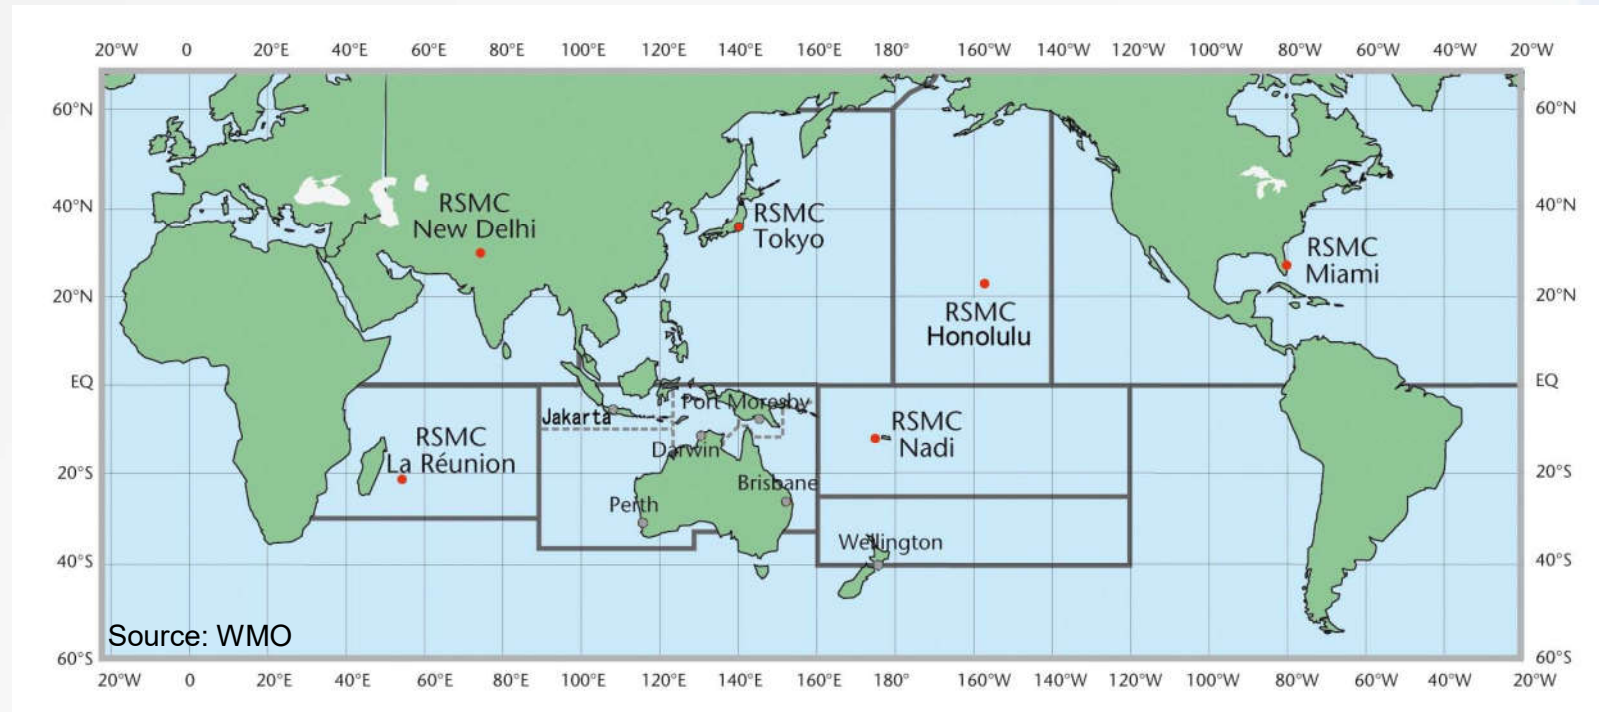 20°W 0 20°E 40°E 60°E 80°E 100°E 120°E 140°E 160°E 180° 160°W 140°W 120°W 100°W 80°W 60°W 40°W 20°W
60°N 60°N
RSMC
New Delhi
40°N 40°N
RSMC
Tokyo
RSMC
Miami
20°N 20°N
RSMC
Honolulu
EQ EQ
Jakarta
Port Moresby
RSMC
Nadi
RSMC
La Réunion
Darwin
20°S 20°S
Brisbane
Perth
Wellington
40°S 40°S
Source: WMO
60°S 60°S
20°W 0 20°E 40°E 60°E 80°E 100°E 120°E 140°E 160°E 180° 160°W 140°W 120°W 100°W 80°W 60°W 40°W 20°W